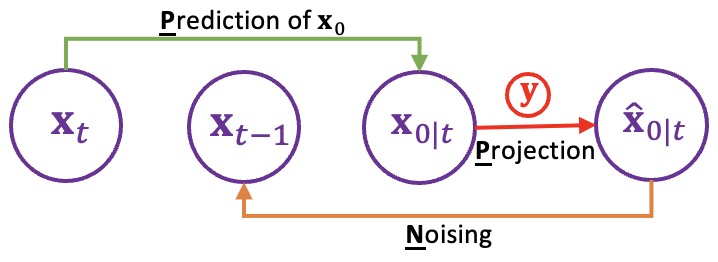 Prediction of x₀
y
xₜ
xₜ₋₁
x₀|ₜ
x̂₀|ₜ
Projection
Noising